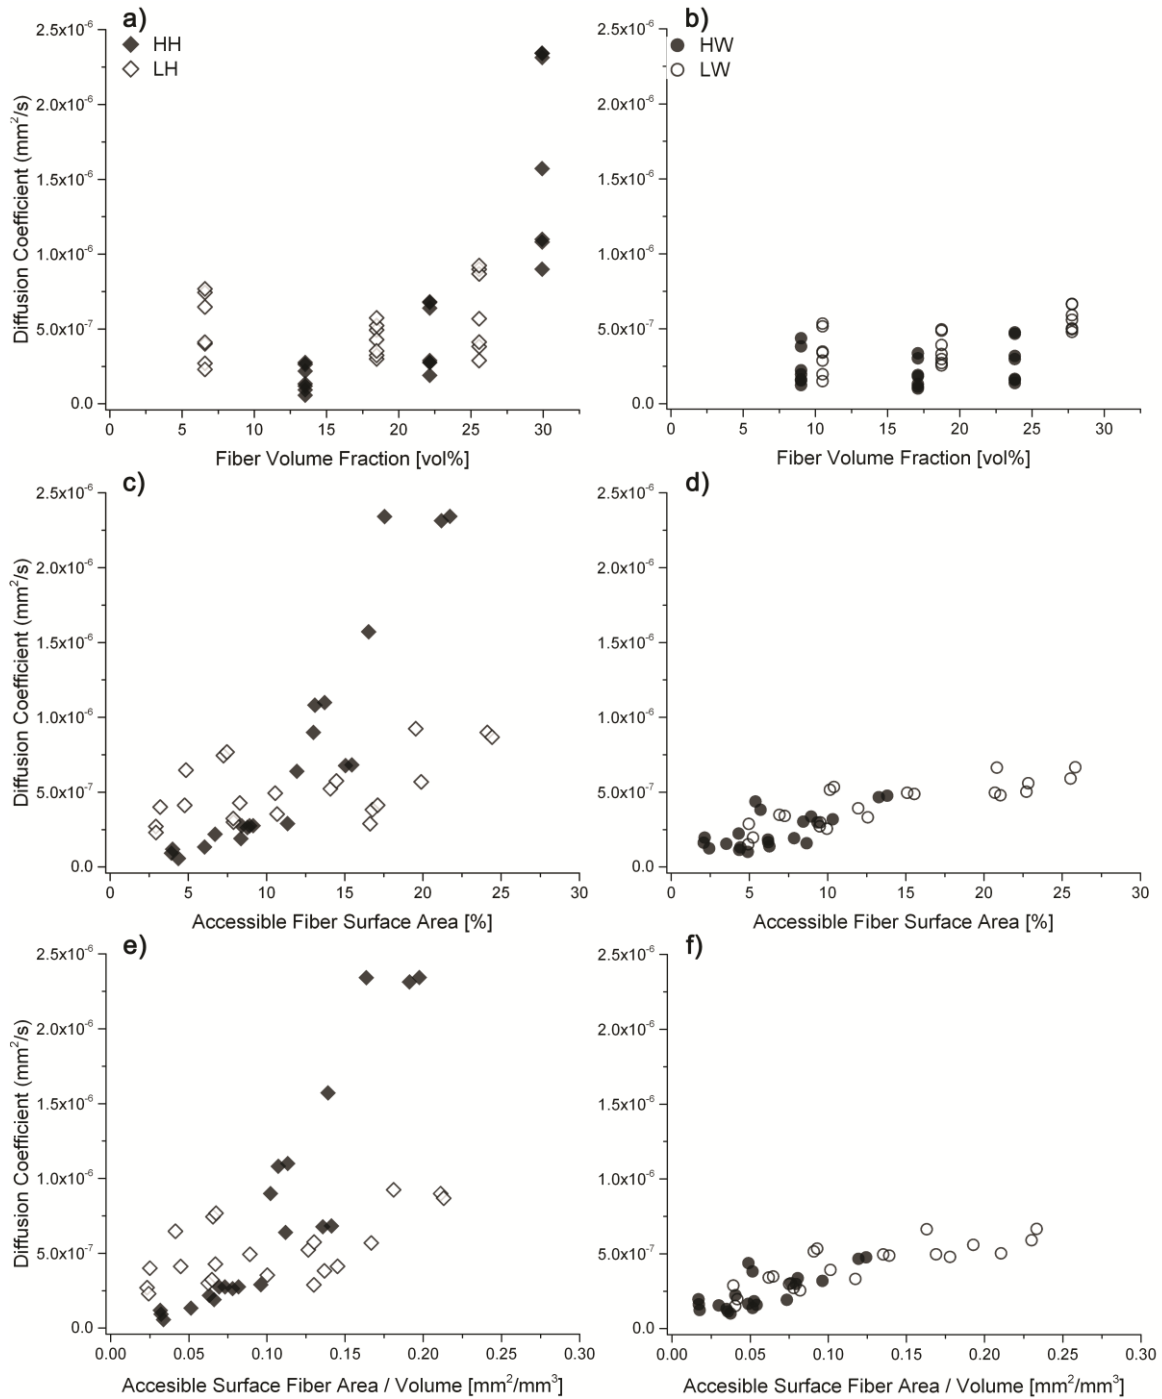 a)
HH
LH
2.5x10⁻⁶
2.0x10⁻⁶
1.5x10⁻⁶
1.0x10⁻⁶
5.0x10⁻⁷
0.0
Diffusion Coefficient (mm²/s)
0 5 10 15 20 25 30
Fiber Volume Fraction [vol%]
b)
HW
LW
2.5x10⁻⁶
2.0x10⁻⁶
1.5x10⁻⁶
1.0x10⁻⁶
5.0x10⁻⁷
0.0
0 5 10 15 20 25 30
Fiber Volume Fraction [vol%]
c)
2.5x10⁻⁶
2.0x10⁻⁶
1.5x10⁻⁶
1.0x10⁻⁶
5.0x10⁻⁷
0.0
Diffusion Coefficient (mm²/s)
0 5 10 15 20 25 30
Accessible Fiber Surface Area [%]
d)
2.5x10⁻⁶
2.0x10⁻⁶
1.5x10⁻⁶
1.0x10⁻⁶
5.0x10⁻⁷
0.0
0 5 10 15 20 25 30
Accessible Fiber Surface Area [%]
e)
2.5x10⁻⁶
2.0x10⁻⁶
1.5x10⁻⁶
1.0x10⁻⁶
5.0x10⁻⁷
0.0
Diffusion Coefficient (mm²/s)
0.00 0.05 0.10 0.15 0.20 0.25 0.30
Accesible Surface Fiber Area / Volume [mm²/mm³]
f)
2.5x10⁻⁶
2.0x10⁻⁶
1.5x10⁻⁶
1.0x10⁻⁶
5.0x10⁻⁷
0.0
0.00 0.05 0.10 0.15 0.20 0.25 0.30
Accesible Surface Fiber Area / Volume [mm²/mm³]